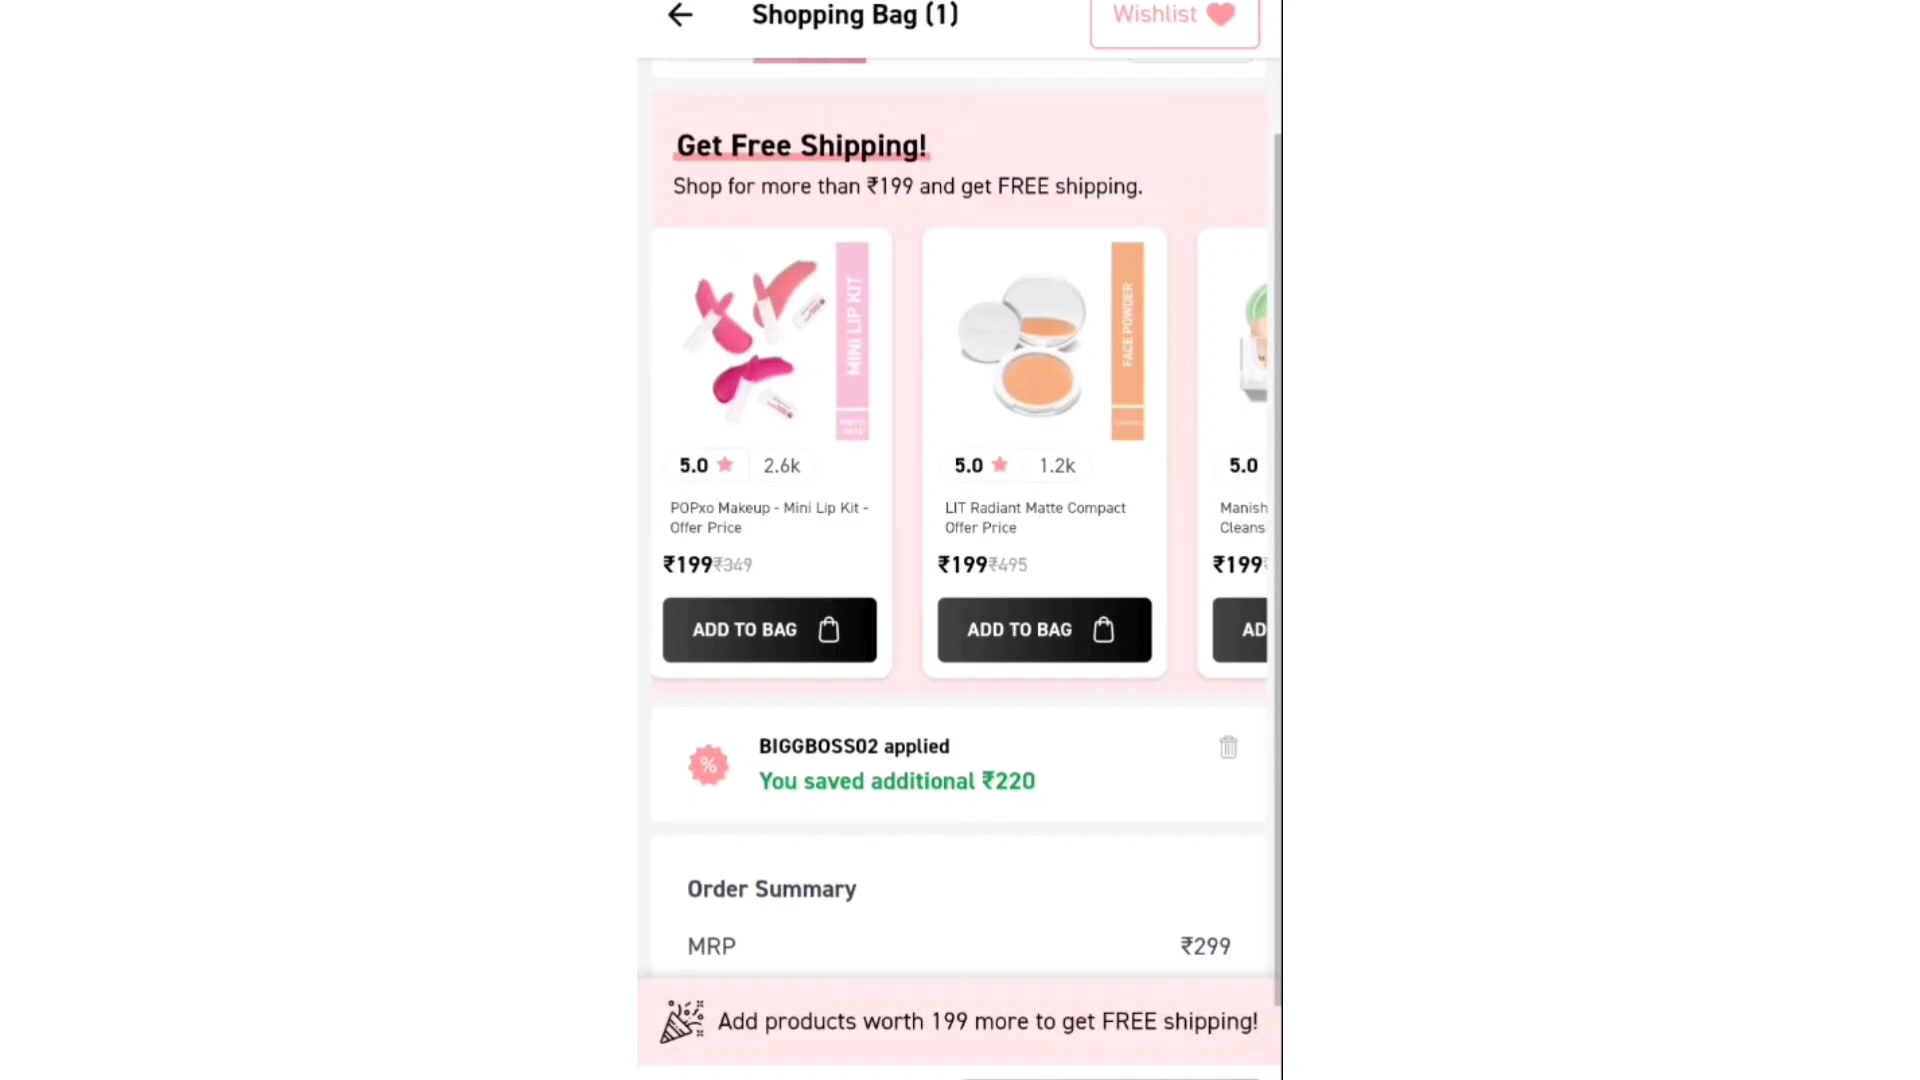 Shopping Bag (1)
Wishlist
Get Free Shipping!
Shop for more than ₹199 and get FREE shipping.
MINI LIP KIT
FACE POWDER
5.0
2.6k
5.0
1.2k
5.0
POPxo Makeup - Mini Lip Kit -
Offer Price
LIT Radiant Matte Compact
Offer Price
Manish
Cleans
₹199₹349
₹199₹495
₹199
ADD TO BAG
ADD TO BAG
AD
%
BIGGBOSS02 applied
You saved additional ₹220
Order Summary
MRP
₹299
Add products worth 199 more to get FREE shipping!